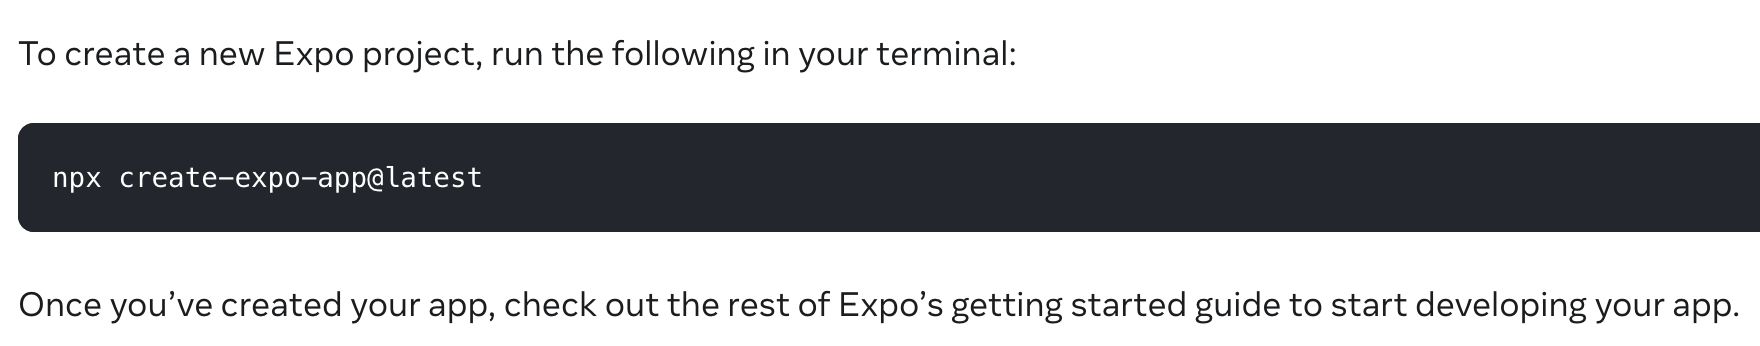 To create a new Expo project, run the following in your terminal:
npx create-expo-app@latest
Once you’ve created your app, check out the rest of Expo’s getting started guide to start developing your app.